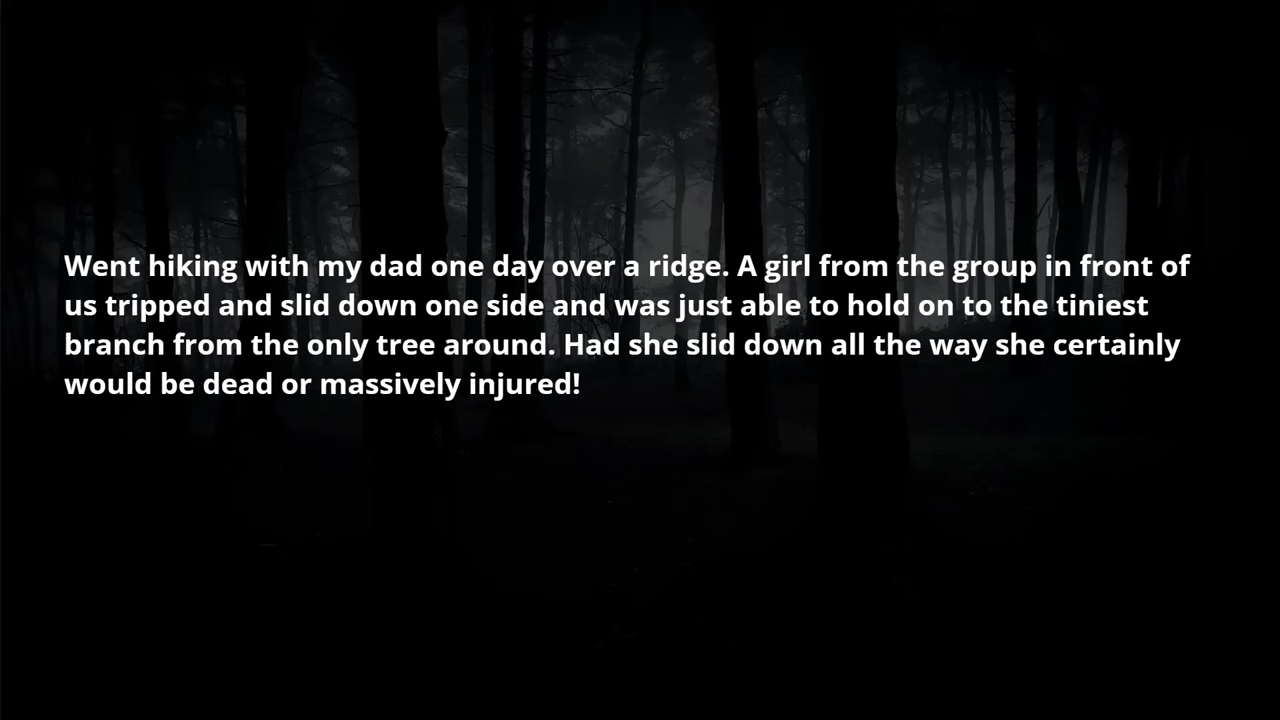 Went hiking with my dad one day over a ridge. A girl from the group in front of
us tripped and slid down one side and was just able to hold on to the tiniest
branch from the only tree around. Had she slid down all the way she certainly
would be dead or massively injured!